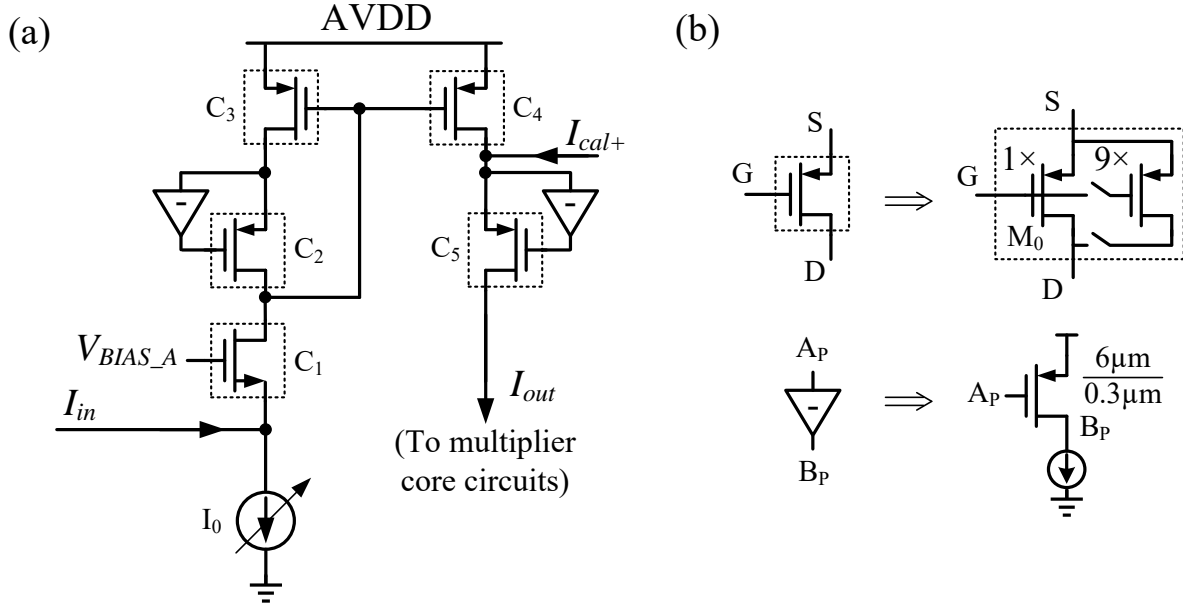 (a)
AVDD
C3
C4
Ical+
-
-
C2
C5
VBIAS_A
C1
Iin
Iout
(To multiplier
core circuits)
I0
(b)
S
G
D
⇒
S
1×
9×
G
M0
D
AP
-
BP
⇒
AP
6µm
0.3µm
BP